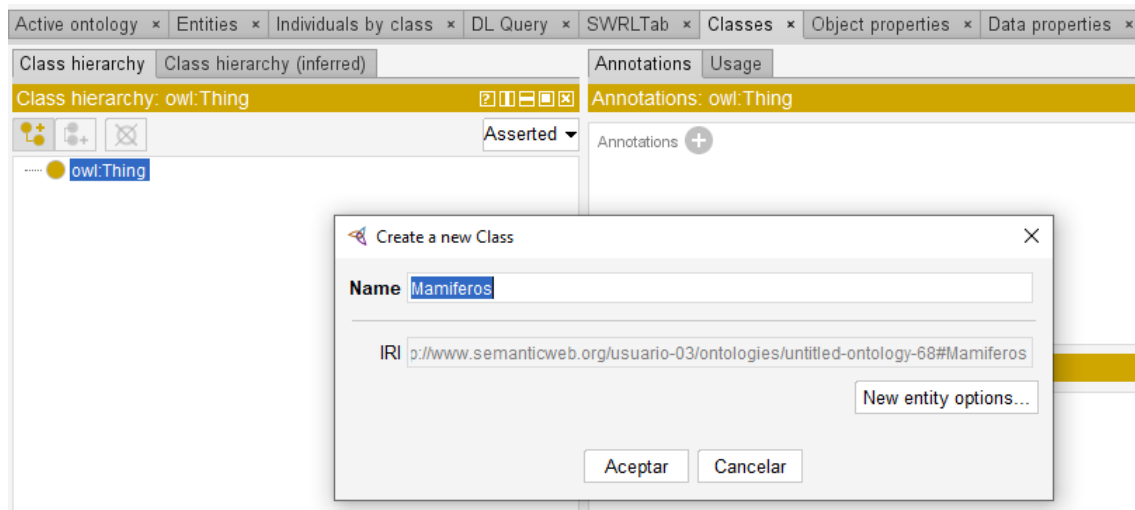 Active ontology × Entities × Individuals by class × DL Query × SWRLTab × Classes × Object properties × Data properties ×
Class hierarchy Class hierarchy (inferred)
Annotations Usage
Class hierarchy: owl:Thing
Annotations: owl:Thing
Asserted
Annotations
owl:Thing
Create a new Class
Name Mamiferos
IRI ://www.semanticweb.org/usuario-03/ontologies/untitled-ontology-68#Mamiferos
New entity options...
Aceptar Cancelar